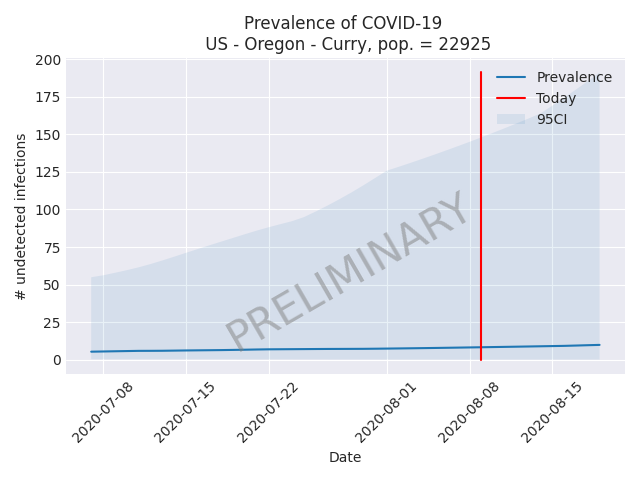 Prevalence of COVID-19
US - Oregon - Curry, pop. = 22925
200
175
150
125
100
75
50
25
0
# undetected infections
Prevalence
Today
95CI
PRELIMINARY
2020-07-08
2020-07-15
2020-07-22
2020-08-01
2020-08-08
2020-08-15
Date